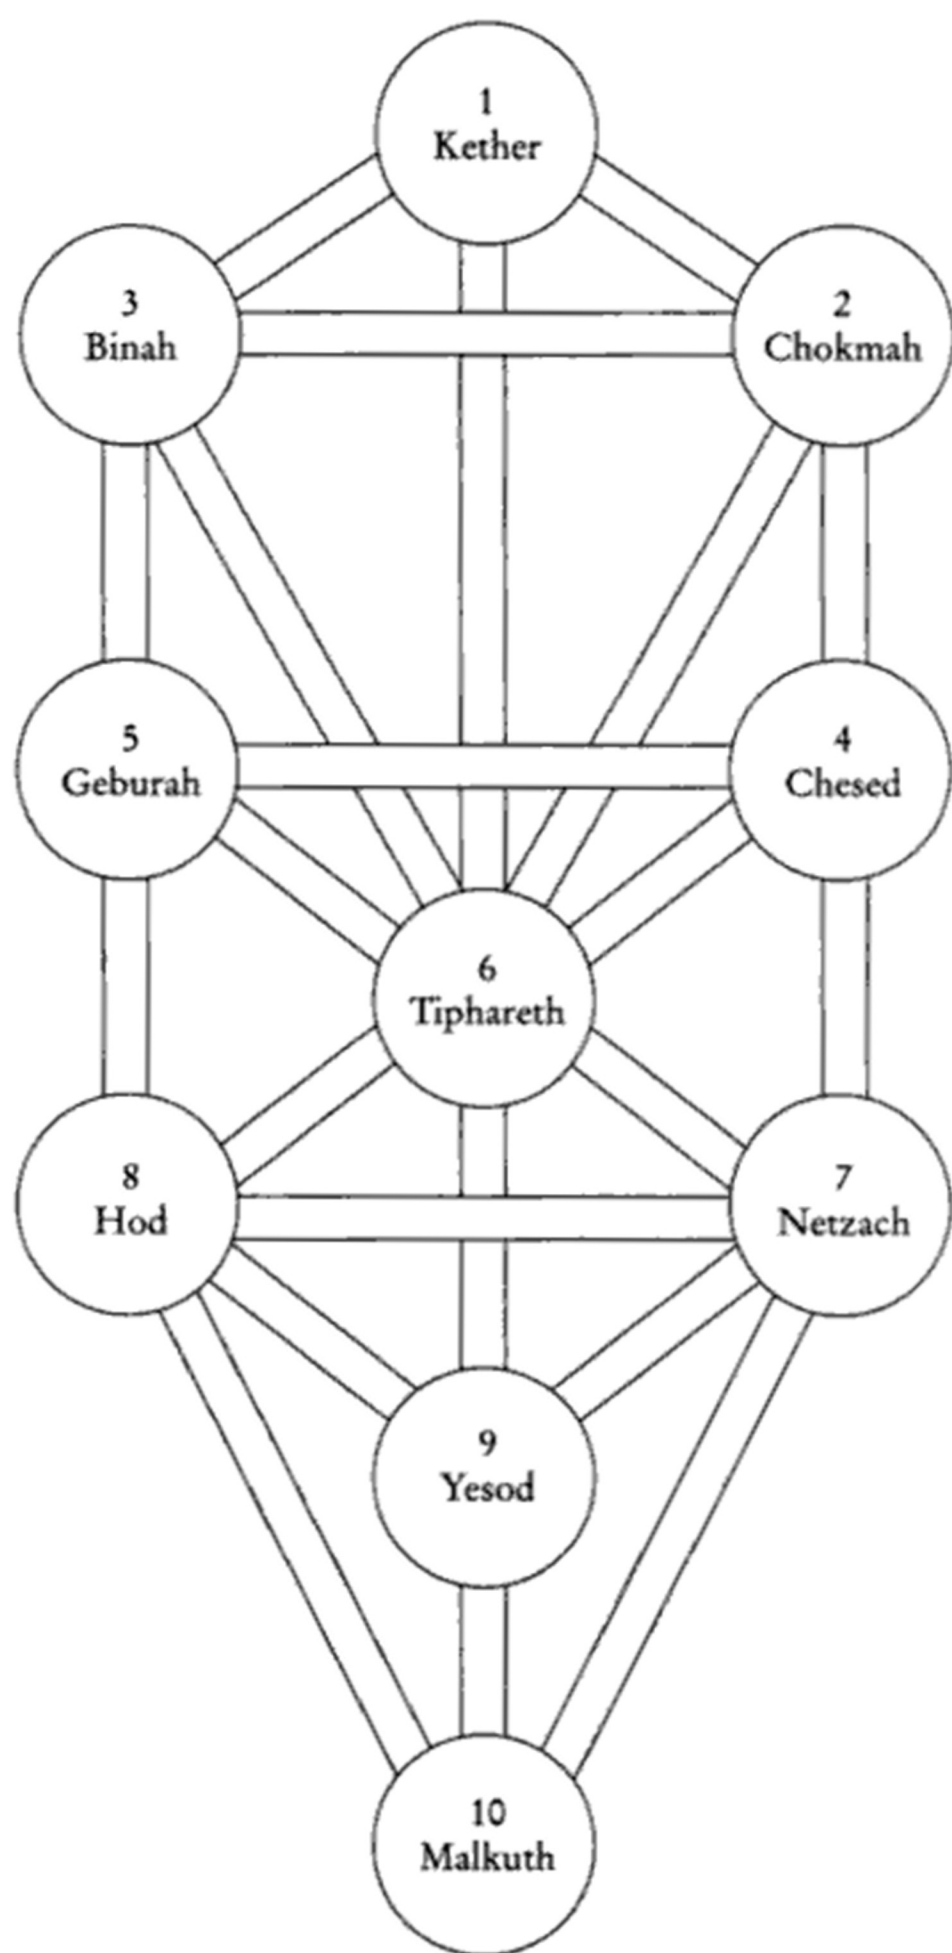 1
Kether
3
Binah
2
Chokmah
5
Geburah
4
Chesed
6
Tiphareth
8
Hod
7
Netzach
9
Yesod
10
Malkuth